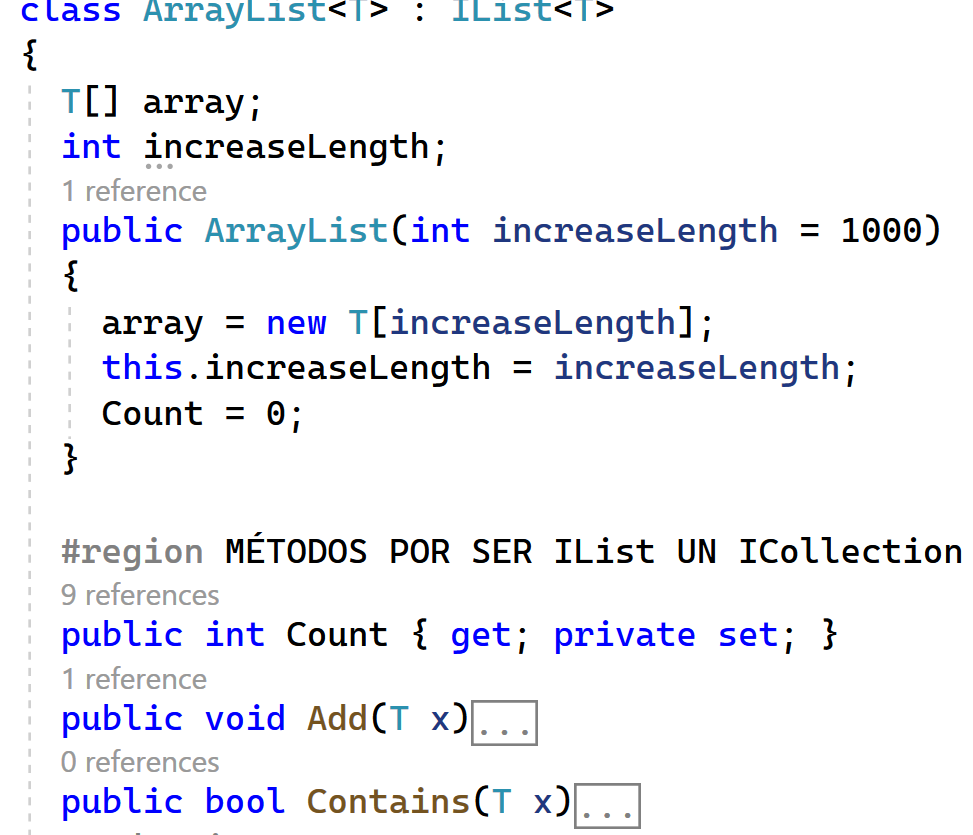 class ArrayList<T> : IList<T>
{
T[] array;
int increaseLength;
1 reference
public ArrayList(int increaseLength = 1000)
{
array = new T[increaseLength];
this.increaseLength = increaseLength;
Count = 0;
}
#region MÉTODOS POR SER IList UN ICollection
9 references
public int Count { get; private set; }
1 reference
public void Add(T x)...
0 references
public bool Contains(T x)...